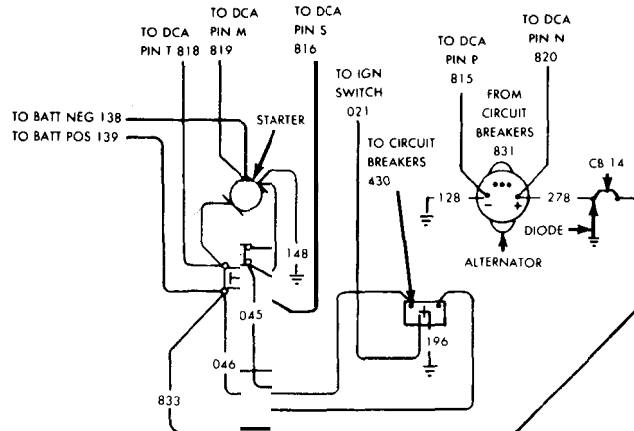 TO DCA
PIN T 818
TO DCA
PIN M
819
TO DCA
PIN S
816
TO DCA
PIN P
815
TO DCA
PIN N
820
TO IGN
SWITCH
021
FROM
CIRCUIT
BREAKERS
831
TO BATT NEG 138
TO BATT POS 139
STARTER
TO CIRCUIT
BREAKERS
430
CB 14
128
- +
278
DIODE
ALTERNATOR
148
045
196
046
833